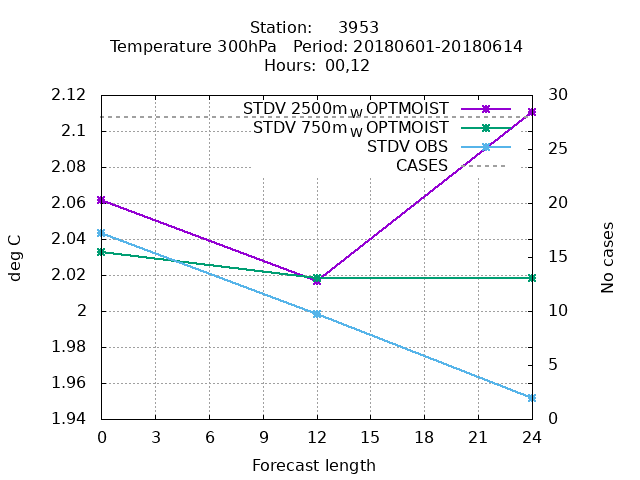 Station: 3953
Temperature 300hPa Period: 20180601-20180614
Hours: 00,12
STDV 2500m_W OPTMOIST
STDV 750m_W OPTMOIST
STDV OBS
CASES
2.12
2.1
2.08
2.06
2.04
2.02
2
1.98
1.96
1.94
deg C
30
25
20
15
10
5
0
No cases
0 3 6 9 12 15 18 21 24
Forecast length